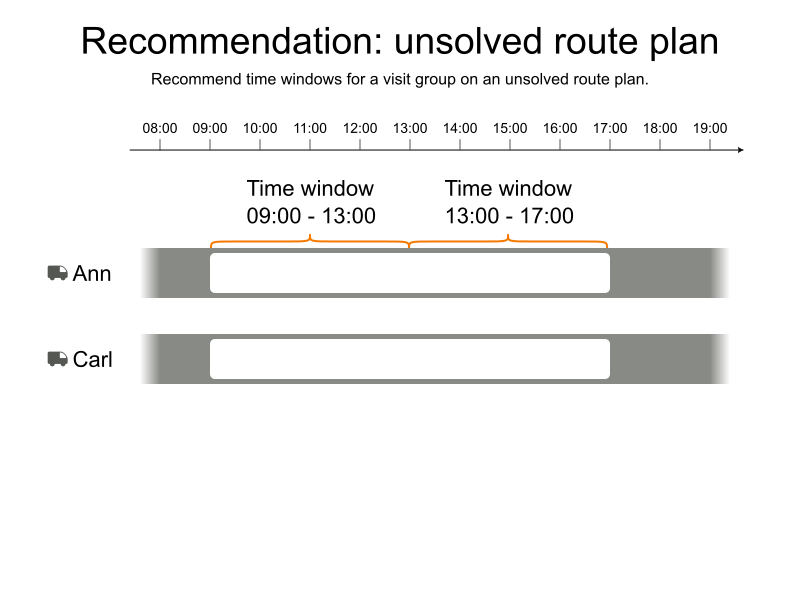 Recommendation: unsolved route plan
Recommend time windows for a visit group on an unsolved route plan.
08:00 09:00 10:00 11:00 12:00 13:00 14:00 15:00 16:00 17:00 18:00 19:00
Time window Time window
09:00 - 13:00 13:00 - 17:00
Ann
Carl